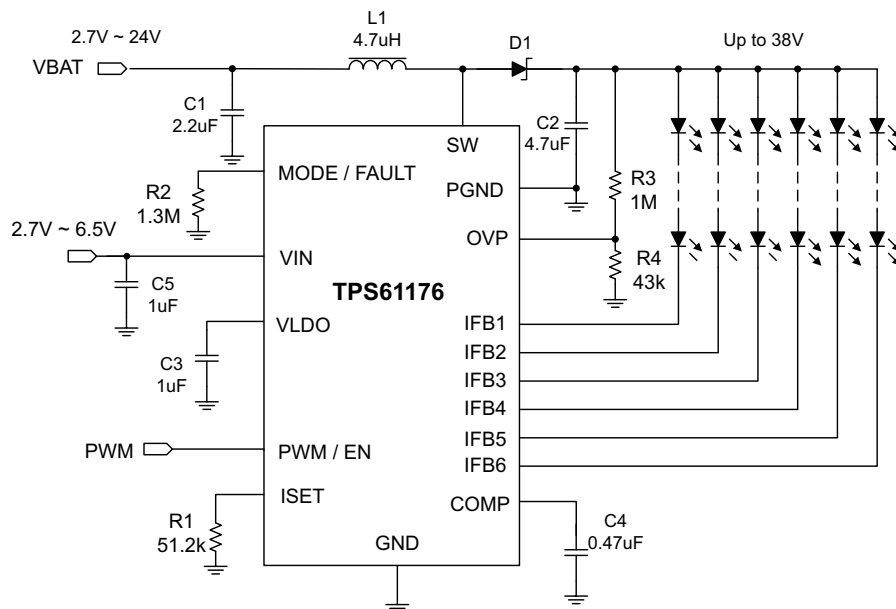 L1
4.7uH
2.7V ~ 24V
VBAT
D1
Up to 38V
C1
2.2uF
C2
4.7uF
SW
MODE / FAULT
R2
1.3M
PGND
R3
1M
2.7V ~ 6.5V
OVP
VIN
R4
43k
C5
1uF
TPS61176
VLDO
IFB1
C3
1uF
IFB2
IFB3
IFB4
IFB5
PWM
PWM / EN
IFB6
ISET
COMP
R1
51.2k
C4
0.47uF
GND